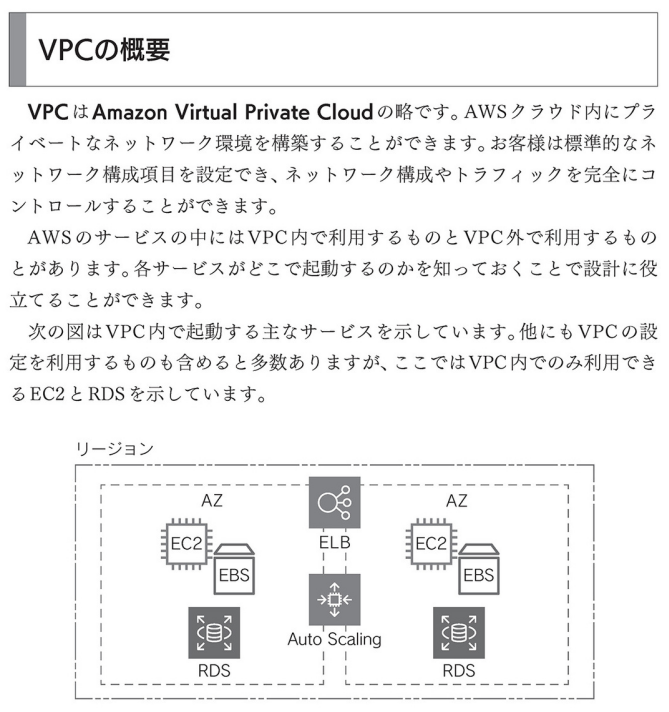 VPCの概要
VPCはAmazon Virtual Private Cloudの略です。AWSクラウド内にプラ
イベートなネットワーク環境を構築することができます。お客様は標準的なネ
ットワーク構成項目を設定でき、ネットワーク構成やトラフィックを完全にコ
ントロールすることができます。
AWSのサービスの中にはVPC内で利用するものとVPC外で利用するもの
とがあります。各サービスがどこで起動するのかを知っておくことで設計に役
立てることができます。
次の図はVPC内で起動する主なサービスを示しています。他にもVPCの設
定を利用するものも含めると多数ありますが、ここではVPC内でのみ利用でき
るEC2とRDSを示しています。
リージョン
AZ
AZ
EC2
ELB
EC2
EBS
EBS
Auto Scaling
RDS
RDS